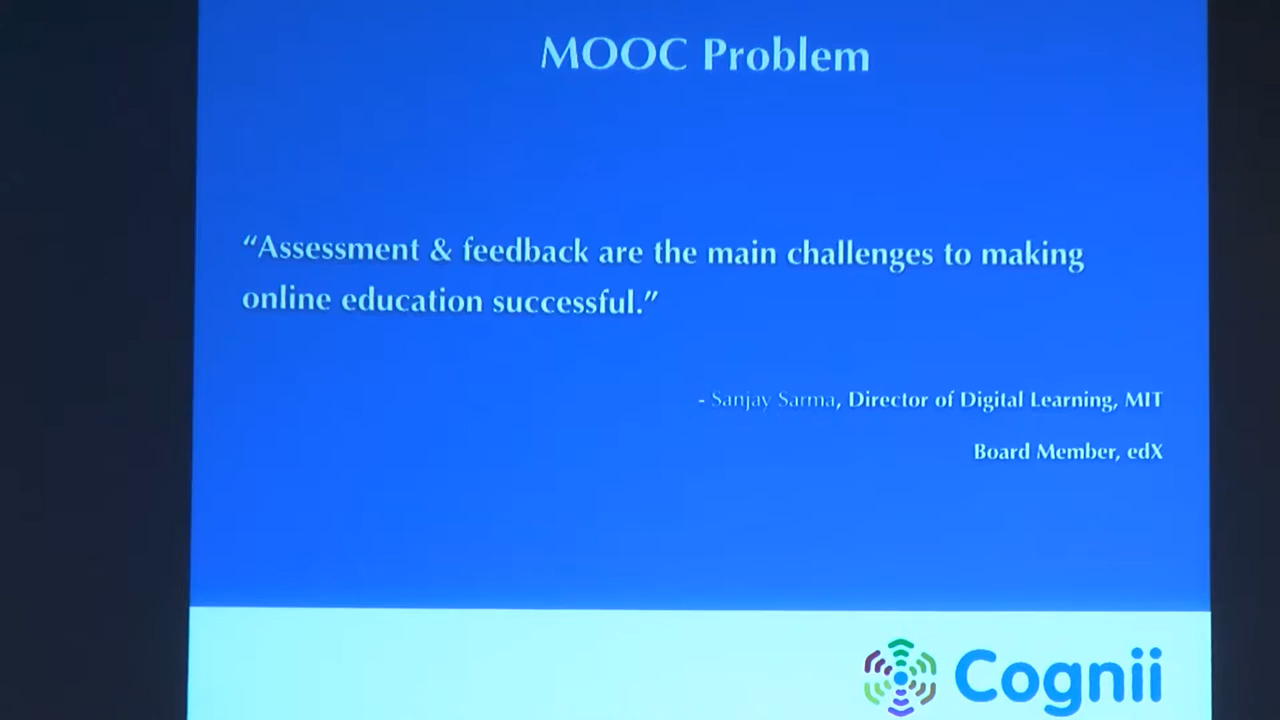 MOOC Problem
“Assessment & feedback are the main challenges to making
online education successful.”
- Sanjay Sarma, Director of Digital Learning, MIT
Board Member, edX
Cognii